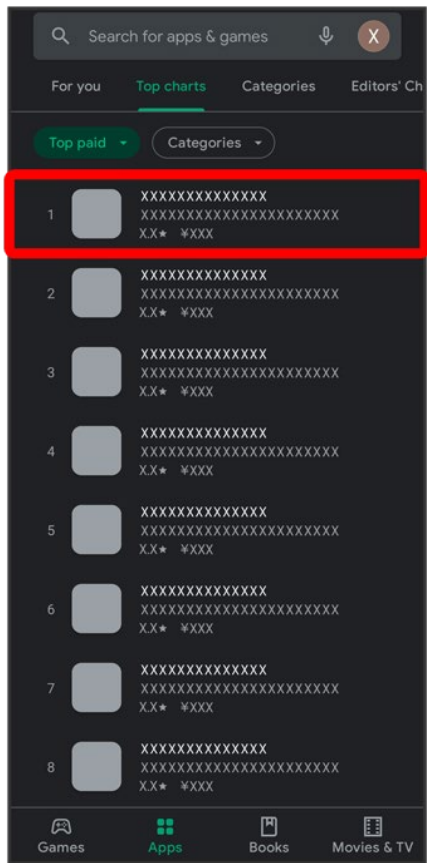 Search for apps & games X
For you Top charts Categories Editors' Ch
Top paid Categories
1 XXXXXXXXXXXXXX
XXXXXXXXXXXXXXXXXXXXXX
X.X★ ¥XXX
2 XXXXXXXXXXXXXX
XXXXXXXXXXXXXXXXXXXXXX
X.X★ ¥XXX
3 XXXXXXXXXXXXXX
XXXXXXXXXXXXXXXXXXXXXX
X.X★ ¥XXX
4 XXXXXXXXXXXXXX
XXXXXXXXXXXXXXXXXXXXXX
X.X★ ¥XXX
5 XXXXXXXXXXXXXX
XXXXXXXXXXXXXXXXXXXXXX
X.X★ ¥XXX
6 XXXXXXXXXXXXXX
XXXXXXXXXXXXXXXXXXXXXX
X.X★ ¥XXX
7 XXXXXXXXXXXXXX
XXXXXXXXXXXXXXXXXXXXXX
X.X★ ¥XXX
8 XXXXXXXXXXXXXX
XXXXXXXXXXXXXXXXXXXXXX
X.X★ ¥XXX
Games Apps Books Movies & TV